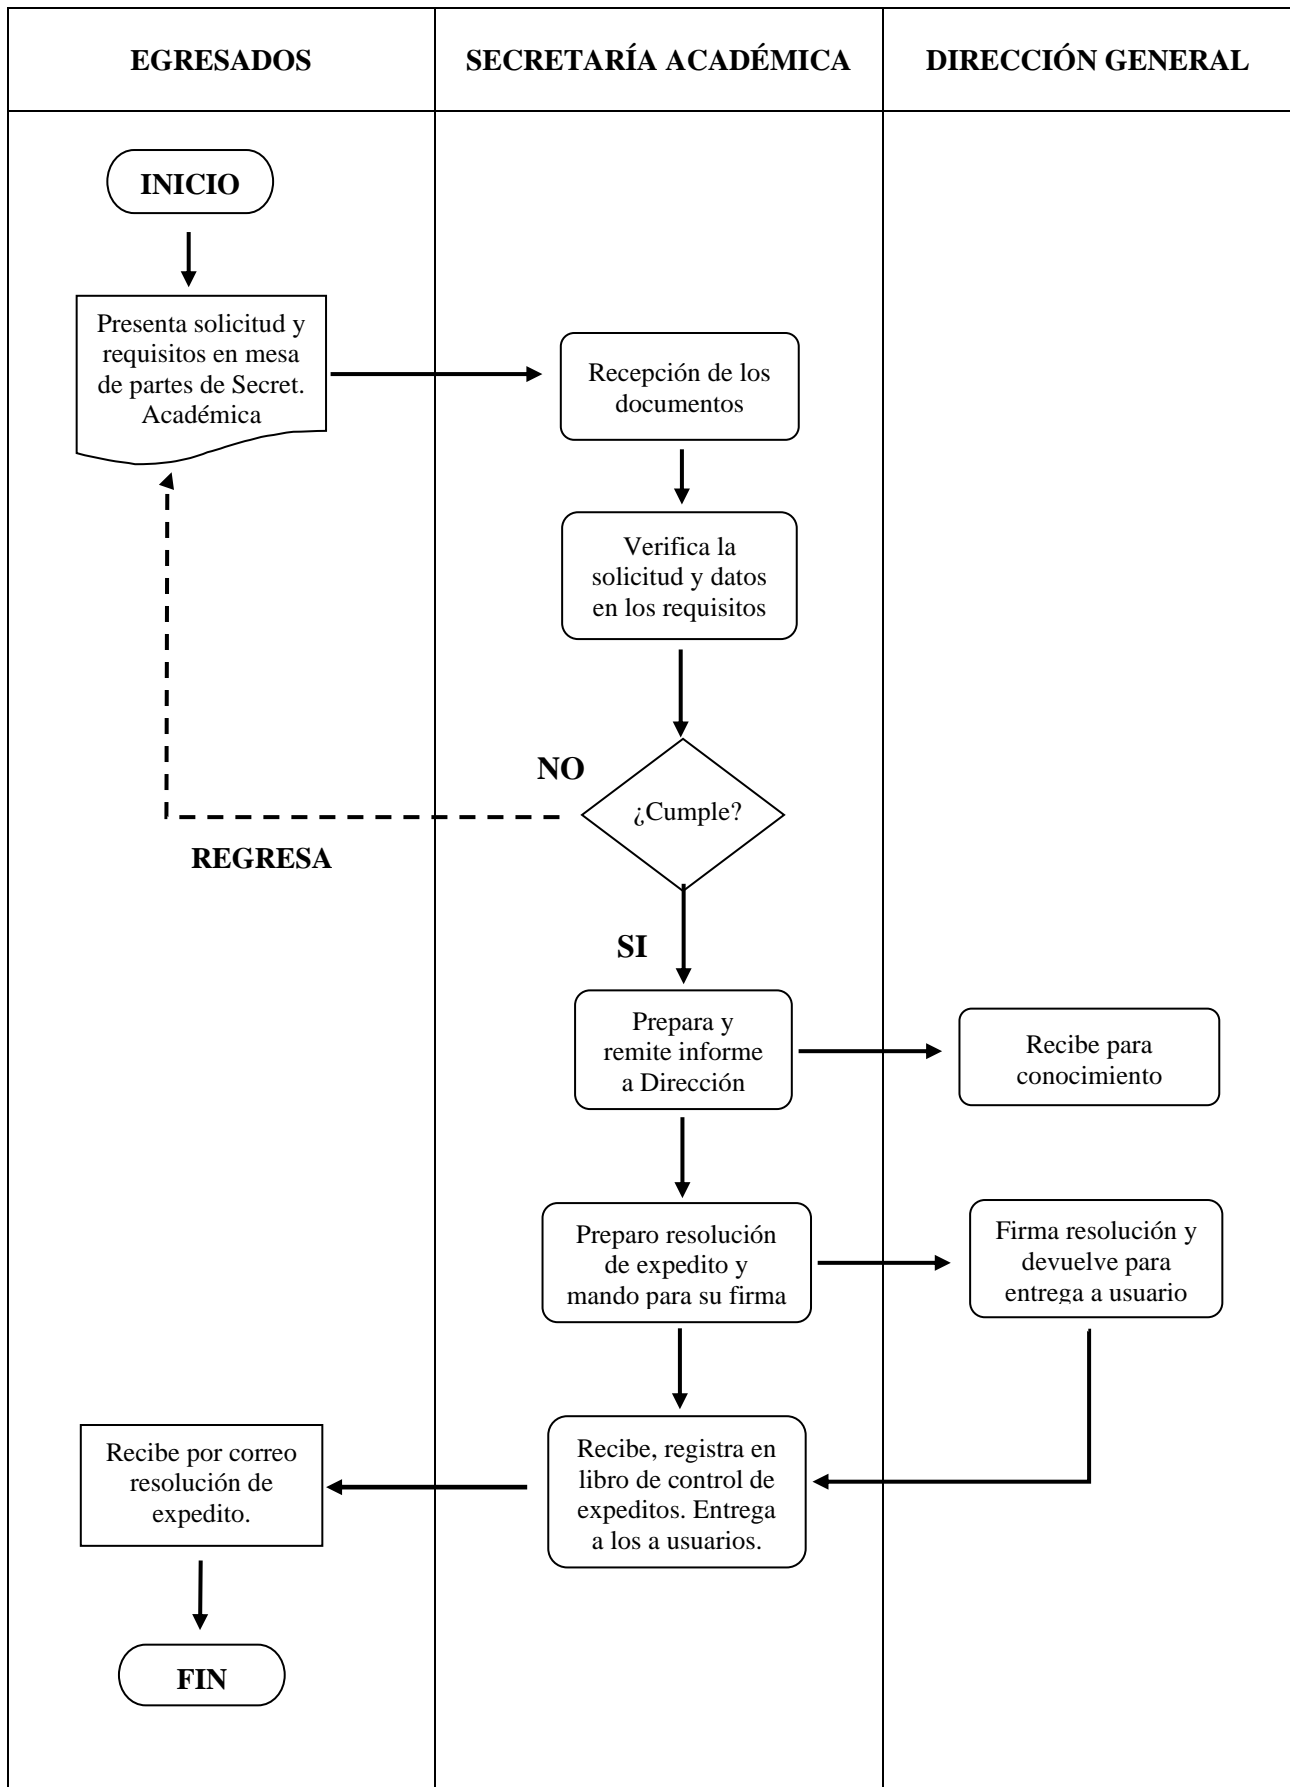 EGRESADOS
SECRETARÍA ACADÉMICA
DIRECCIÓN GENERAL
INICIO
Presenta solicitud y
requisitos en mesa
de partes de Secret.
Académica
Recepción de los
documentos
Verifica la
solicitud y datos
en los requisitos
NO
¿Cumple?
REGRESA
SI
Prepara y
remite informe
a Dirección
Recibe para
conocimiento
Preparo resolución
de expedito y
mando para su firma
Firma resolución y
devuelve para
entrega a usuario
Recibe, registra en
libro de control de
expeditos. Entrega
a los a usuarios.
Recibe por correo
resolución de
expedito.
FIN